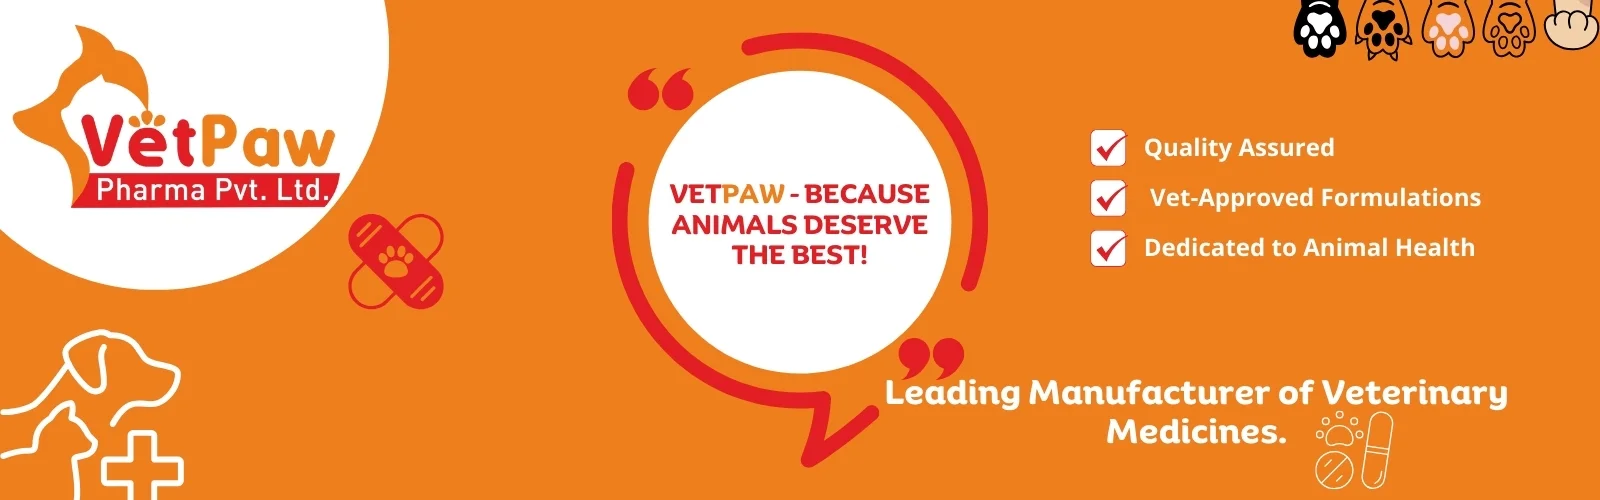 VetPaw
Pharma Pvt. Ltd.
VETPAW - BECAUSE
ANIMALS DESERVE
THE BEST!
Quality Assured
Vet-Approved Formulations
Dedicated to Animal Health
Leading Manufacturer of Veterinary
Medicines.